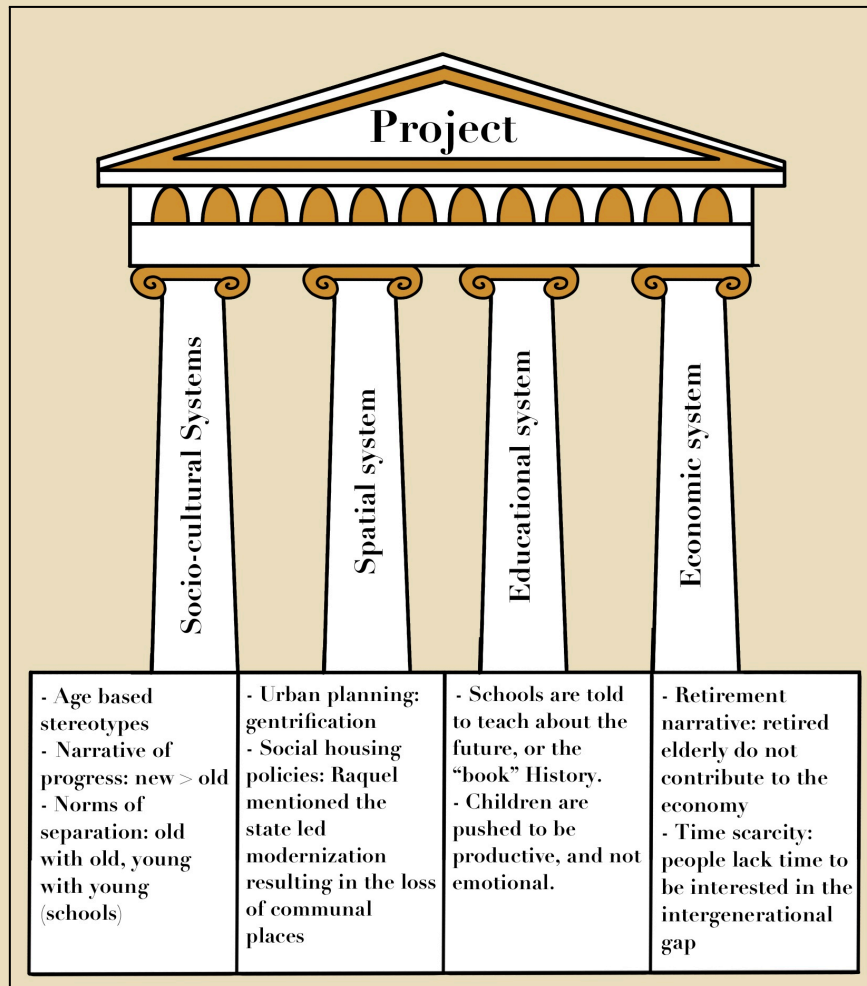 Project
Socio-cultural Systems
Spatial system
Educational system
Economic system
- Age based
stereotypes
- Narrative of
progress: new > old
- Norms of
separation: old
with old, young
with young
(schools)
- Urban planning:
gentrification
- Social housing
policies: Raquel
mentioned the
state led
modernization
resulting in the loss
of communal
places
- Schools are told
to teach about the
future, or the
“book” History.
- Children are
pushed to be
productive, and not
emotional.
- Retirement
narrative: retired
elderly do not
contribute to the
economy
- Time scarcity:
people lack time to
be interested in the
intergenerational
gap